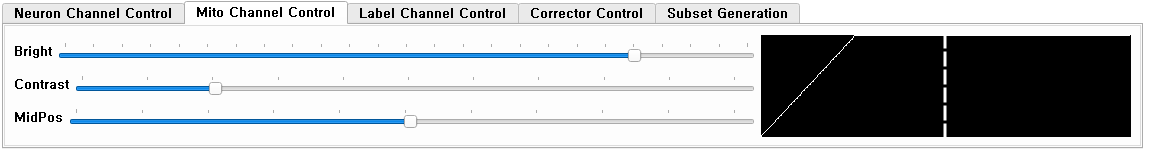 Neuron Channel Control Mito Channel Control Label Channel Control Corrector Control Subset Generation
Bright
Contrast
MidPos